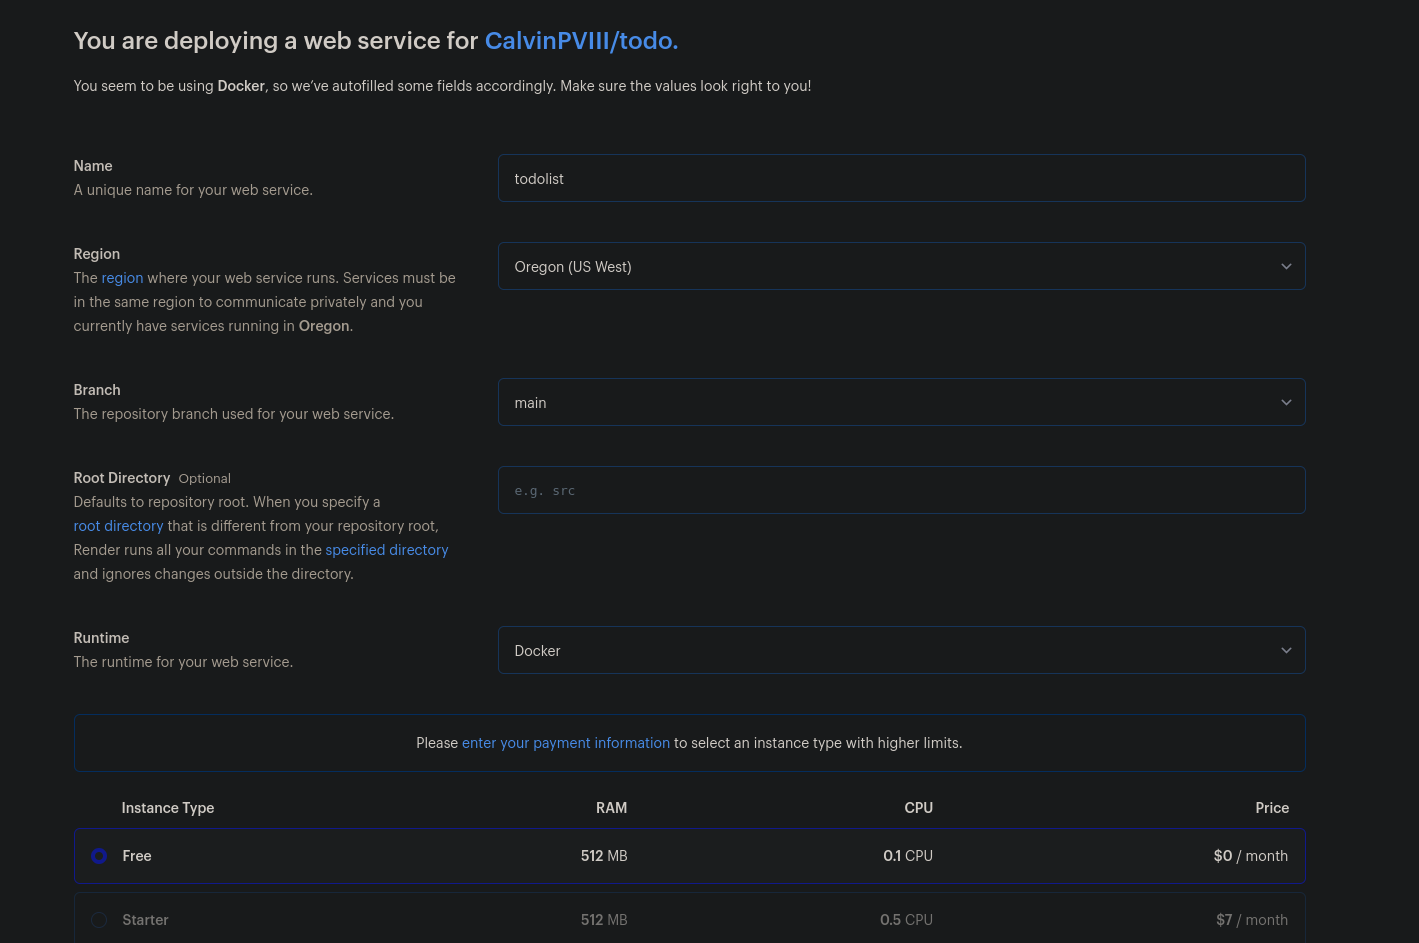 You are deploying a web service for CalvinPVIII/todo.
You seem to be using Docker, so we've autofilled some fields accordingly. Make sure the values look right to you!
Name
A unique name for your web service.
todolist
Region
The region where your web service runs. Services must be
in the same region to communicate privately and you
currently have services running in Oregon.
Oregon (US West)
Branch
The repository branch used for your web service.
main
Root Directory Optional
Defaults to repository root. When you specify a
root directory that is different from your repository root,
Render runs all your commands in the specified directory
and ignores changes outside the directory.
e.g. src
Runtime
The runtime for your web service.
Docker
Please enter your payment information to select an instance type with higher limits.
Instance Type RAM CPU Price
Free 512 MB 0.1 CPU $0 / month
Starter 512 MB 0.5 CPU $7 / month